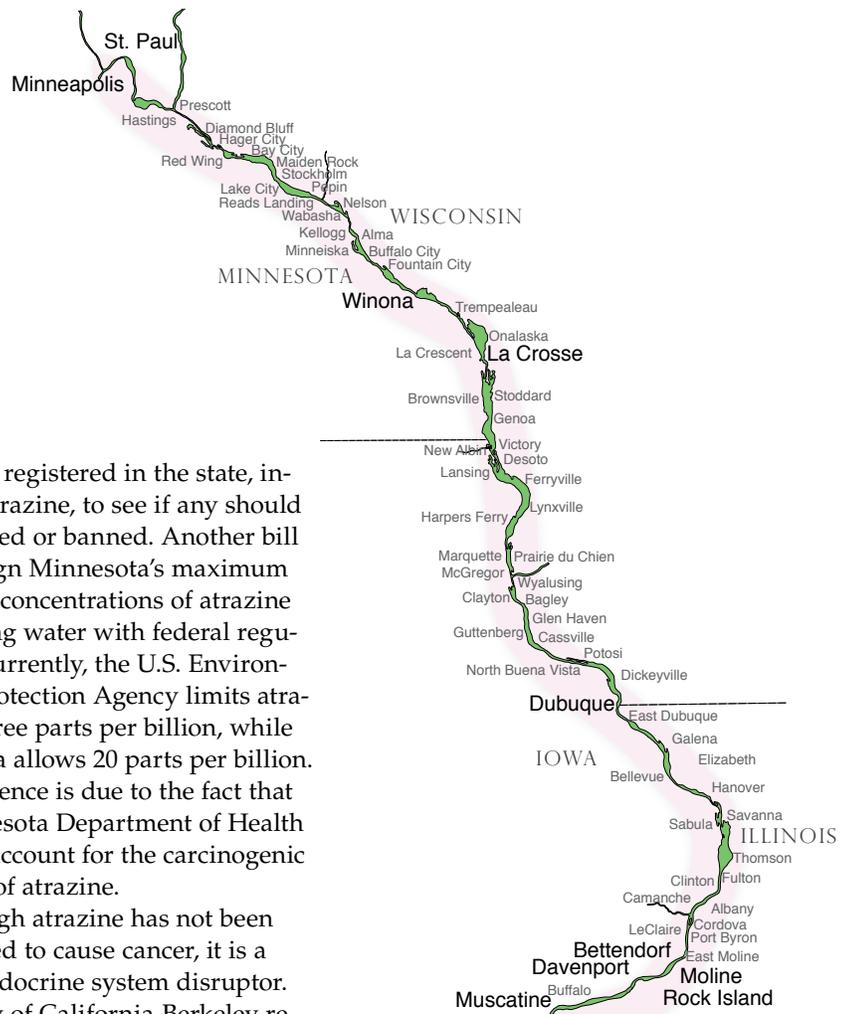 St. Paul
Minneapolis
Prescott
Hastings
Diamond Bluff
Hager City
Bay City
Red Wing
Maiden Rock
Stockholm
Pepin
Lake City
Reads Landing
Nelson
Wabasha
WISCONSIN
Kellogg
Alma
Minneiska
Buffalo City
Fountain City
MINNESOTA
Winona
Trempealeau
Onalaska
La Crescent
La Crosse
Brownsville
Stoddard
Genoa
New Albin
Victory
Desoto
Lansing
Ferryville
Lynxville
Harpers Ferry
Marquette
Prairie du Chien
McGregor
Wyalusing
Clayton
Bagley
Glen Haven
Guttenberg
Cassville
Potosi
North Buena Vista
Dickeyville
Dubuque
East Dubuque
Galena
IOWA
Elizabeth
Bellevue
Hanover
Savanna
Sabula
ILLINOIS
Thomson
Clinton
Fulton
Camanche
Albany
LeClaire
Cordova
Port Byron
Bettendorf
East Moline
Davenport
Moline
Buffalo
Rock Island
Muscatine
registered in the state, in-
razine, to see if any should
ed or banned. Another bill
gn Minnesota's maximum
concentrations of atrazine
ng water with federal regu-
urrently, the U.S. Environ-
otection Agency limits atra-
ree parts per billion, while
a allows 20 parts per billion.
ence is due to the fact that
esota Department of Health
ccount for the carcinogenic
of atrazine.
gh atrazine has not been
ed to cause cancer, it is a
docrine system disruptor.
y of California Berkeley re-